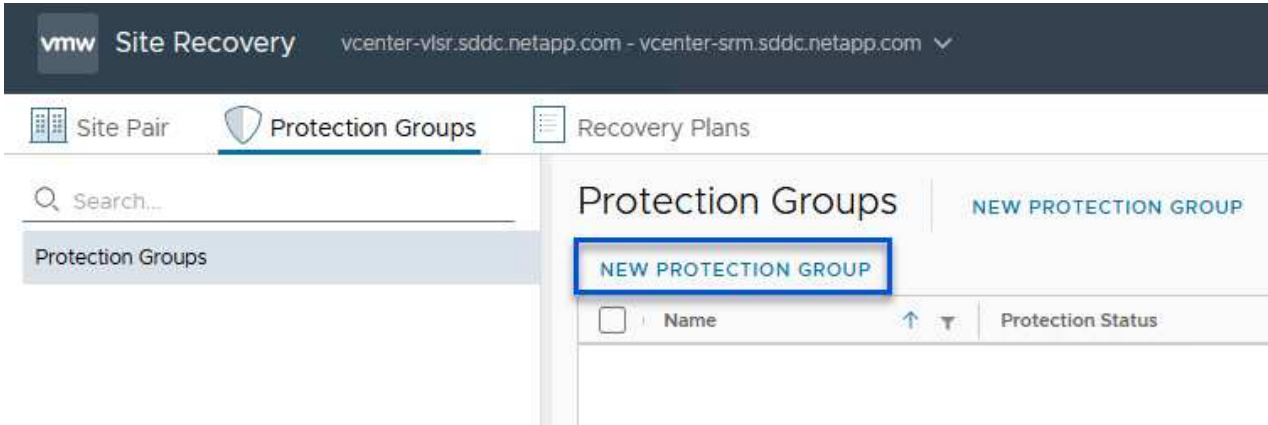 vmw Site Recovery vcenter-vlsr.sddc.netapp.com - vcenter-srm.sddc.netapp.com
Site Pair Protection Groups Recovery Plans
Search...
Protection Groups
Protection Groups NEW PROTECTION GROUP
NEW PROTECTION GROUP
Name Protection Status